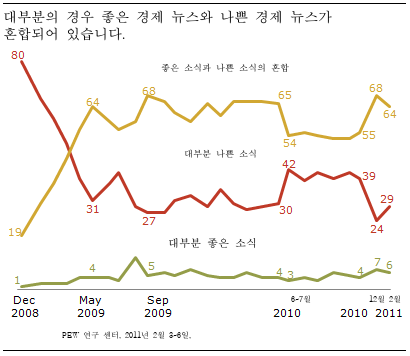 대부분의 경우 좋은 경제 뉴스와 나쁜 경제 뉴스가
혼합되어 있습니다.
80
좋은 소식과 나쁜 소식의 혼합
64 68 65 68 64
54 55
대부분 나쁜 소식
42 39
19 31 27 30 24 29
대부분 좋은 소식
1 4 5 4 3 4 7 6
Dec May Sep 6-7월 12월 2월
2008 2009 2009 2010 2010 2011
PEW 연구 센터, 2011년 2월 3-6일.